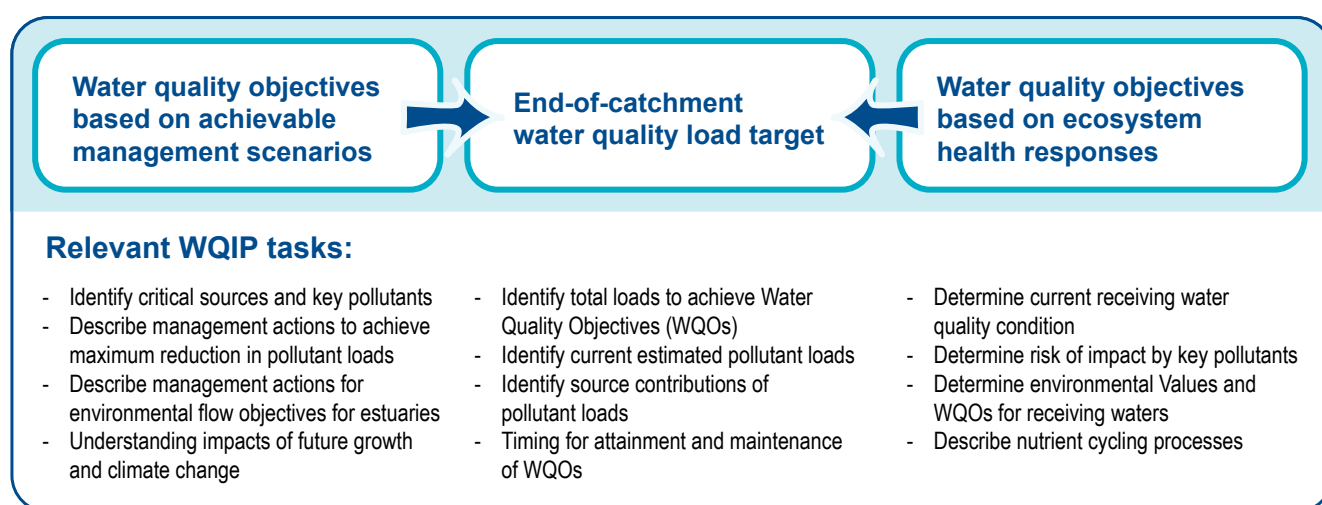 Water quality objectives
based on achievable
management scenarios
End-of-catchment
water quality load target
Water quality objectives
based on ecosystem
health responses
Relevant WQIP tasks:
- Identify critical sources and key pollutants
- Describe management actions to achieve
maximum reduction in pollutant loads
- Describe management actions for
environmental flow objectives for estuaries
- Understanding impacts of future growth
and climate change
- Identify total loads to achieve Water
Quality Objectives (WQOs)
- Identify current estimated pollutant loads
- Identify source contributions of
pollutant loads
- Timing for attainment and maintenance
of WQOs
- Determine current receiving water
quality condition
- Determine risk of impact by key pollutants
- Determine environmental Values and
WQOs for receiving waters
- Describe nutrient cycling processes